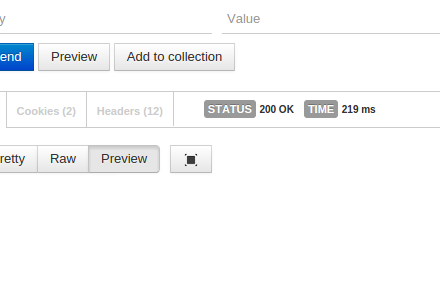 y Value
end Preview Add to collection
Cookies (2) Headers (12) STATUS 200 OK TIME 219 ms
retty Raw Preview